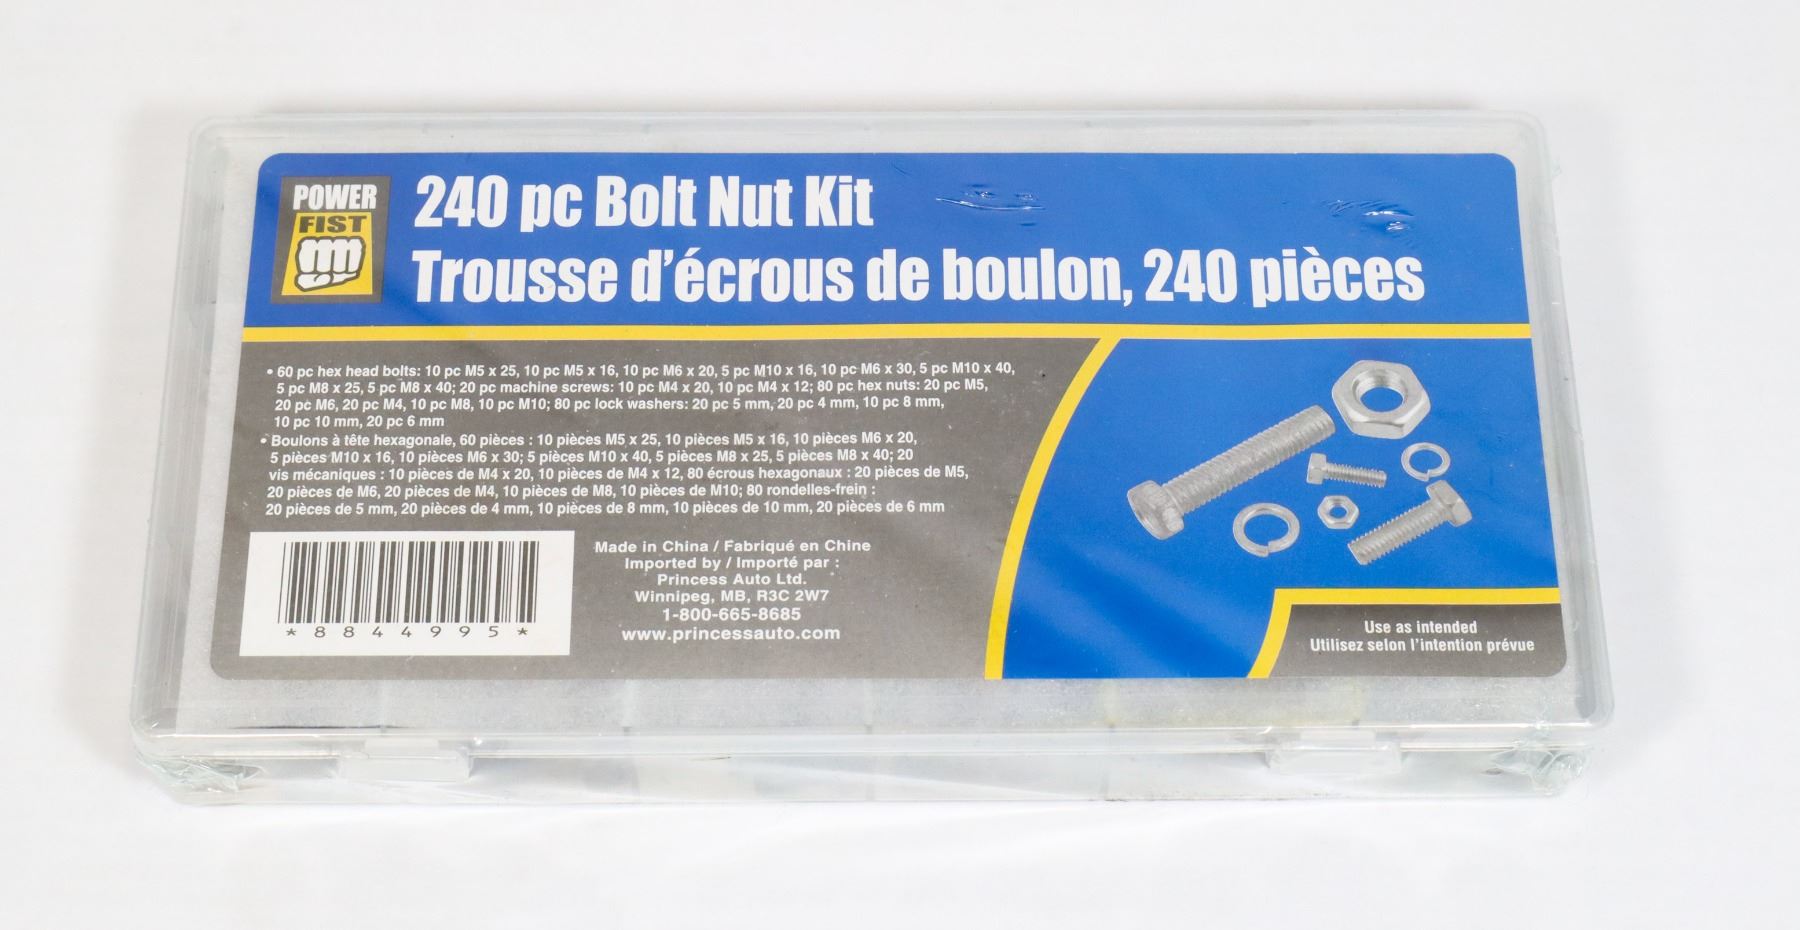 POWER
FIST
240 pc Bolt Nut Kit
Trousse d'écrous de boulon, 240 pièces
• 60 pc hex head bolts: 10 pc M5 x 25, 10 pc M5 x 16, 10 pc M6 x 20, 5 pc M10 x 16, 10 pc M6 x 30, 5 pc M10 x 40,
5 pc M8 x 25, 5 pc M8 x 40; 20 pc machine screws: 10 pc M4 x 20, 10 pc M4 x 12; 80 pc hex nuts: 20 pc M5,
20 pc M6, 20 pc M4, 10 pc M8, 10 pc M10; 80 pc lock washers: 20 pc 5 mm, 20 pc 4 mm, 10 pc 8 mm,
10 pc 10 mm, 20 pc 6 mm
• Boulons à tête hexagonale, 60 pièces : 10 pièces M5 x 25, 10 pièces M5 x 16, 10 pièces M6 x 20,
5 pièces M10 x 16, 10 pièces M6 x 30; 5 pièces M10 x 40, 5 pièces M8 x 25, 5 pièces M8 x 40; 20
vis mécaniques : 10 pièces de M4 x 20, 10 pièces de M4 x 12, 80 écrous hexagonaux : 20 pièces de M5,
20 pièces de M6, 20 pièces de M4, 10 pièces de M8, 10 pièces de M10; 80 rondelles-frein :
20 pièces de 5 mm, 20 pièces de 4 mm, 10 pièces de 8 mm, 10 pièces de 10 mm, 20 pièces de 6 mm
*8844995*
Made in China / Fabriqué en Chine
Imported by / Importé par :
Princess Auto Ltd.
Winnipeg, MB, R3C 2W7
1-800-665-8685
www.princessauto.com
Use as intended
Utilisez selon l'intention prévue